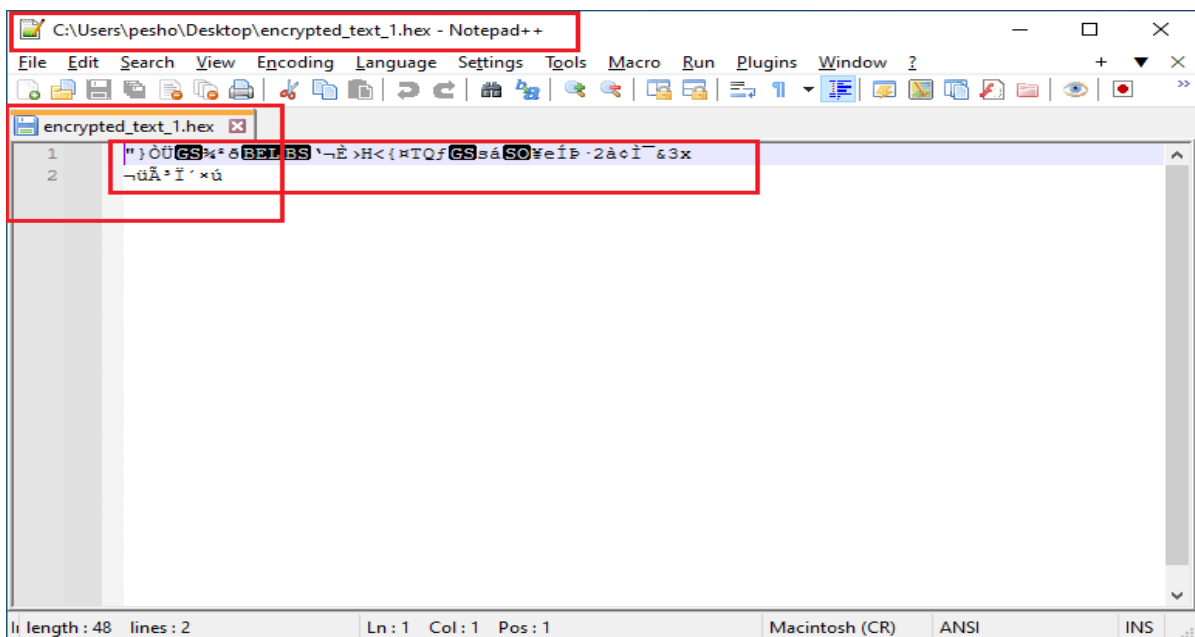 C:\Users\pesho\Desktop\encrypted_text_1.hex - Notepad++
File Edit Search View Encoding Language Settings Tools Macro Run Plugins Window ?
encrypted_text_1.hex
1 "}ÒÜGS¾²ðBELBS'¬È›H<{¤TQƒGSsáSO¥eÍÞ·2à¢Ì¯&3x
2 ¬üÃ³Ï´×ú
length : 48 lines : 2 Ln : 1 Col : 1 Pos : 1 Macintosh (CR) ANSI INS